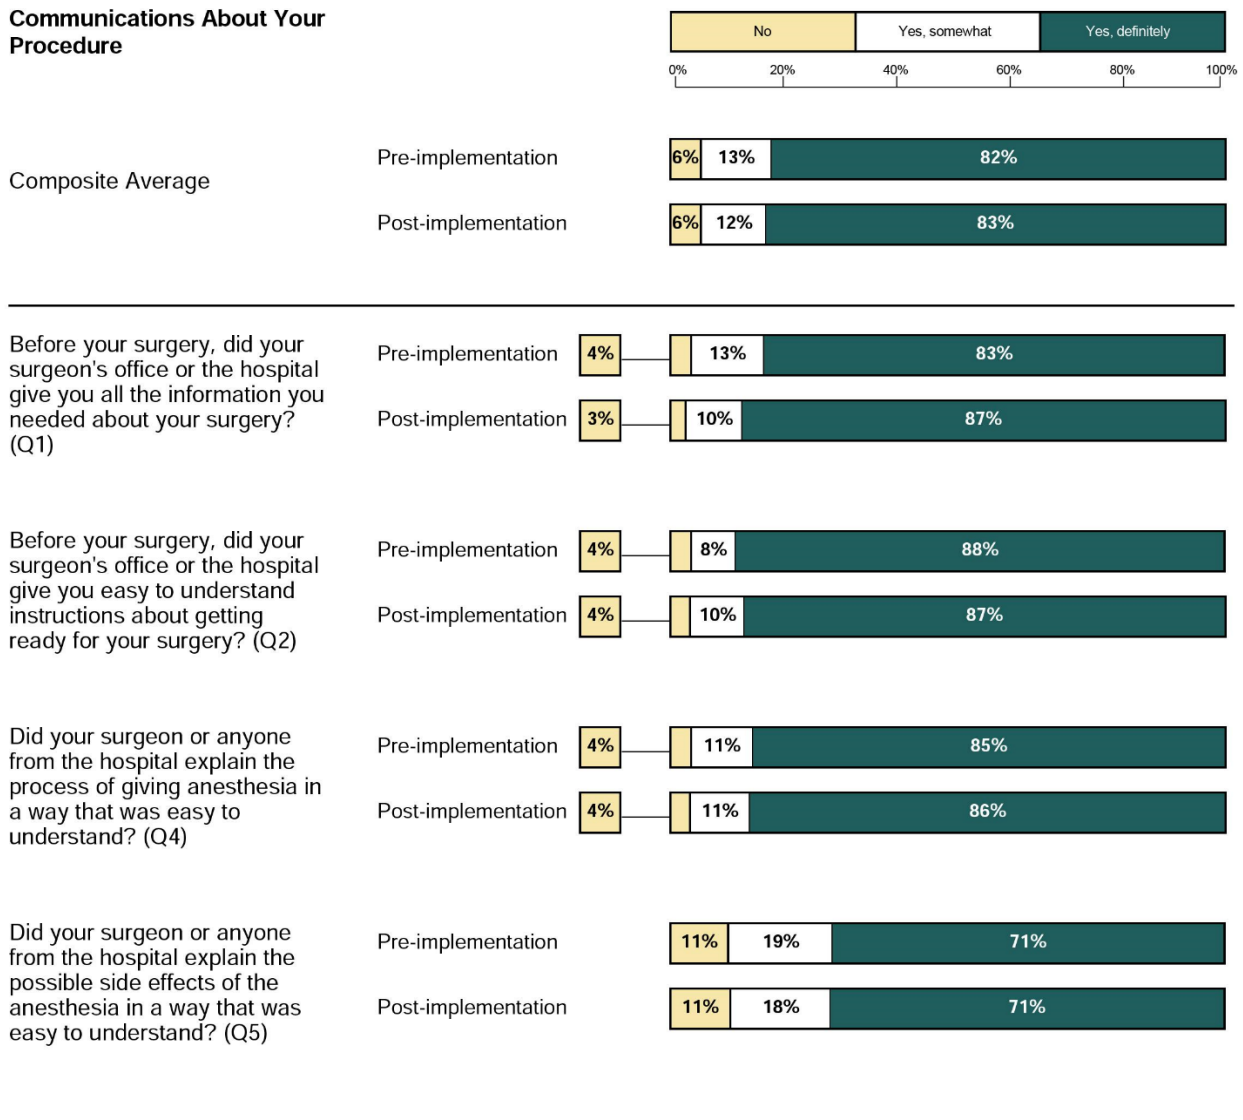 Communications About Your
Procedure
No Yes, somewhat Yes, definitely
0% 20% 40% 60% 80% 100%
Composite Average
Pre-implementation 6% 13% 82%
Post-implementation 6% 12% 83%
Before your surgery, did your
surgeon's office or the hospital
give you all the information you
needed about your surgery?
(Q1)
Pre-implementation 4% 13% 83%
Post-implementation 3% 10% 87%
Before your surgery, did your
surgeon's office or the hospital
give you easy to understand
instructions about getting
ready for your surgery? (Q2)
Pre-implementation 4% 8% 88%
Post-implementation 4% 10% 87%
Did your surgeon or anyone
from the hospital explain the
process of giving anesthesia in
a way that was easy to
understand? (Q4)
Pre-implementation 4% 11% 85%
Post-implementation 4% 11% 86%
Did your surgeon or anyone
from the hospital explain the
possible side effects of the
anesthesia in a way that was
easy to understand? (Q5)
Pre-implementation 11% 19% 71%
Post-implementation 11% 18% 71%